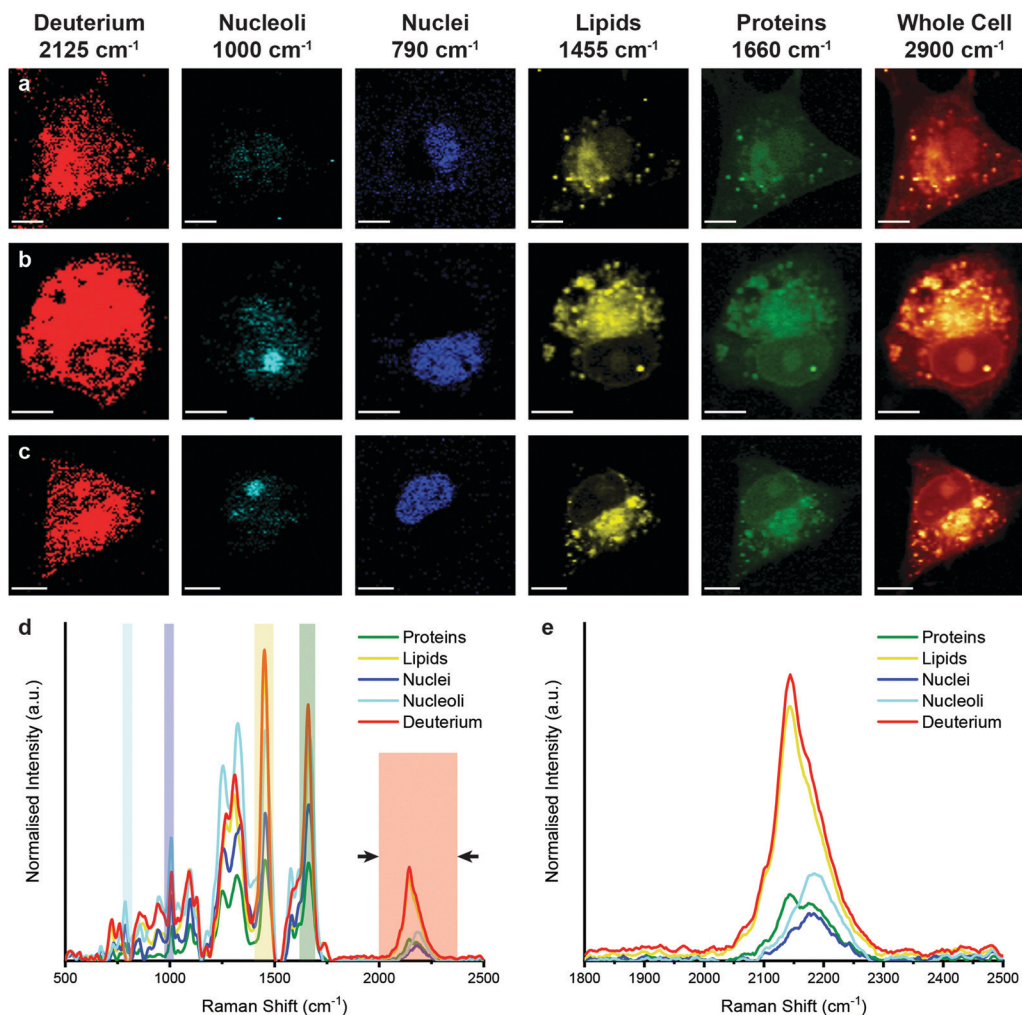 Deuterium Nucleoli Nuclei Lipids Proteins Whole Cell
2125 cm⁻¹ 1000 cm⁻¹ 790 cm⁻¹ 1455 cm⁻¹ 1660 cm⁻¹ 2900 cm⁻¹
a
b
c
d
Proteins
Lipids
Nuclei
Nucleoli
Deuterium
Normalised Intensity (a.u.)
500 1000 1500 2000 2500
Raman Shift (cm⁻¹)
e
Proteins
Lipids
Nuclei
Nucleoli
Deuterium
Normalised Intensity (a.u.)
1800 1900 2000 2100 2200 2300 2400 2500
Raman Shift (cm⁻¹)